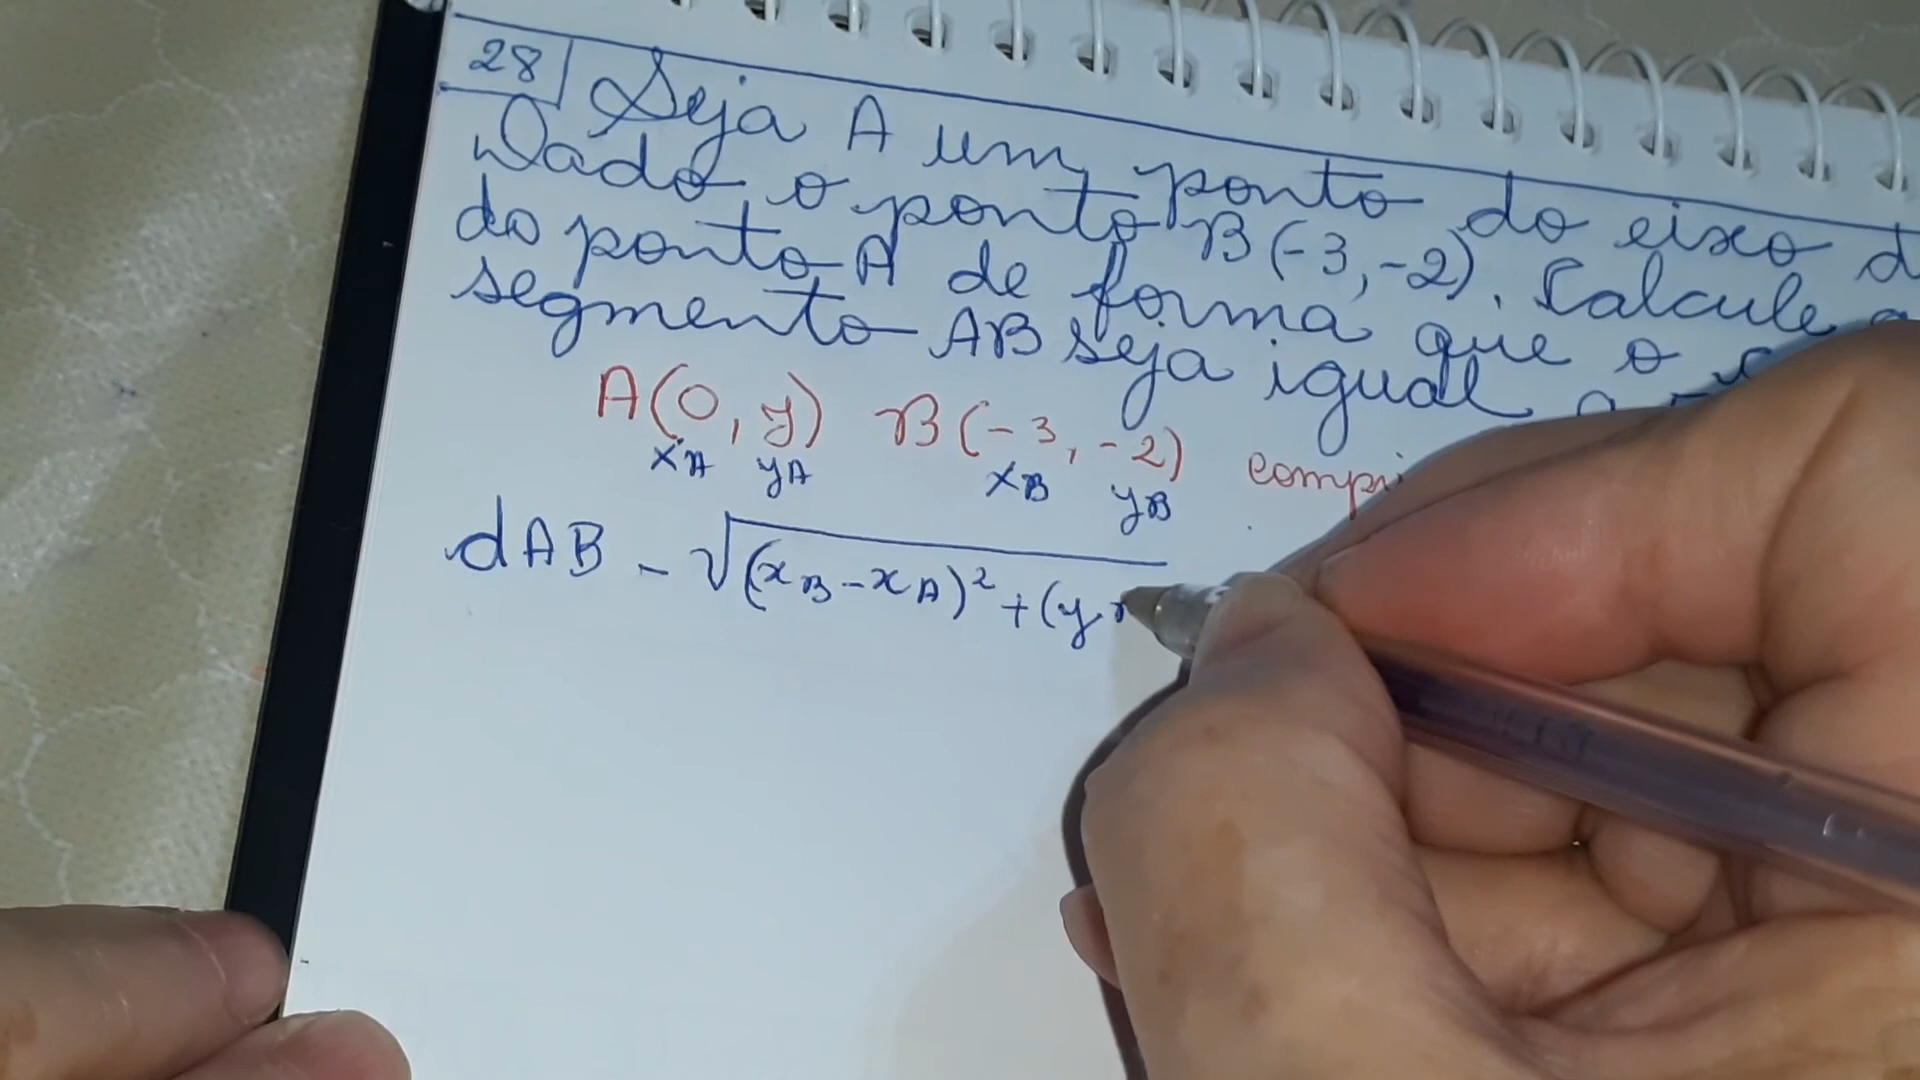 28 Seja A um ponto do eixo d
Dado o ponto B(-3,-2). Calcule
do ponto A de forma que o
segmento AB seja igual a
A(0, y) B(-3, -2) compri
xA yA xB yB
dAB = √(xB-xA)² + (y